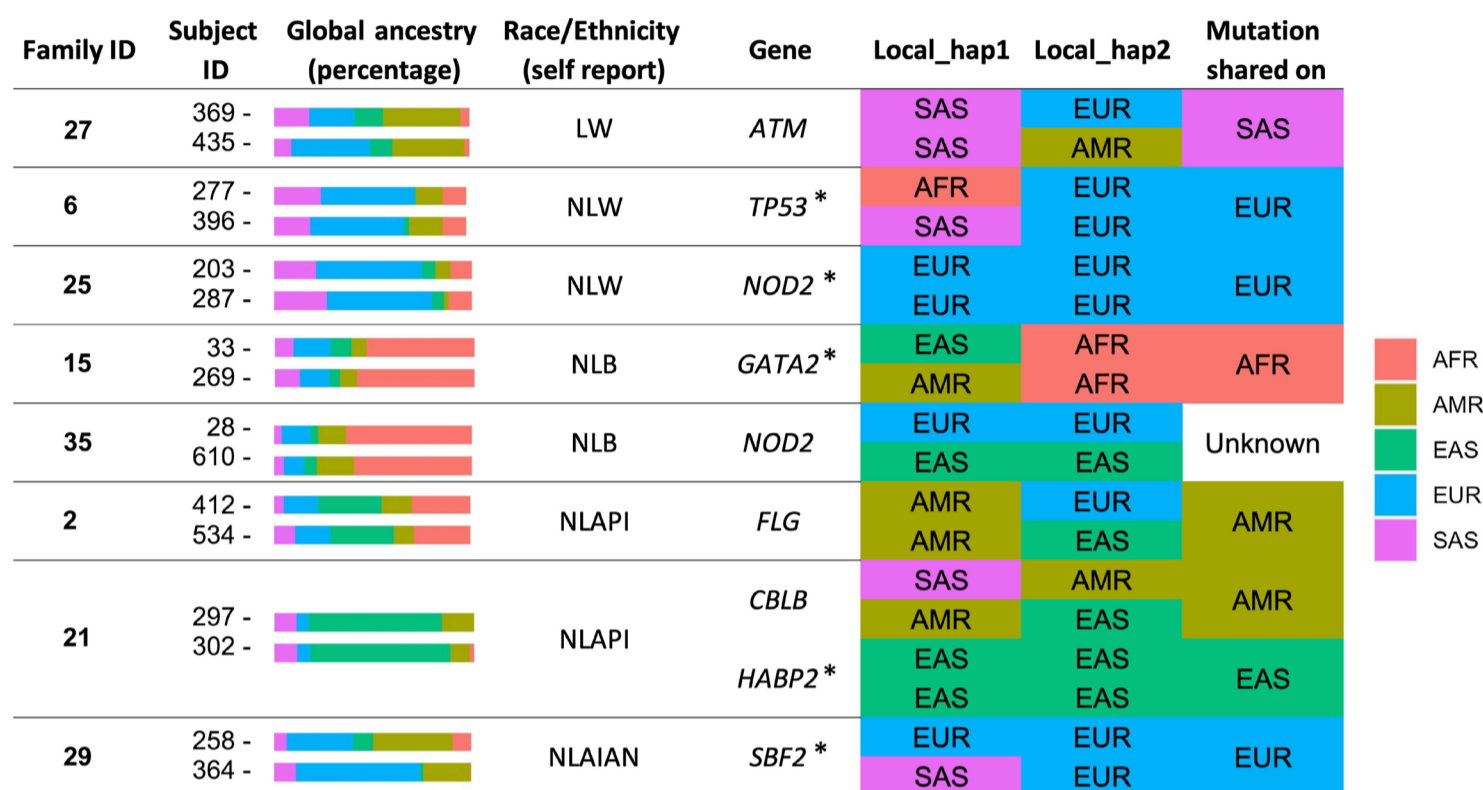 Family ID Subject ID Global ancestry (percentage) Race/Ethnicity (self report) Gene Local_hap1 Local_hap2 Mutation shared on
27 369 - LW ATM SAS EUR SAS
435 - SAS AMR
6 277 - NLW TP53 * AFR EUR EUR
396 - SAS EUR
25 203 - NLW NOD2 * EUR EUR EUR
287 - EUR EUR
15 33 - NLB GATA2 * EAS AFR AFR
269 - AMR AFR
35 28 - NLB NOD2 EUR EUR Unknown
610 - EAS EAS
2 412 - NLAPI FLG AMR EUR AMR
534 - AMR EAS
21 297 - NLAPI CBLB SAS AMR AMR
302 - AMR EAS
HABP2 * EAS EAS EAS
EAS EAS
29 258 - NLAIAN SBF2 * EUR EUR EUR
364 - SAS EUR
AFR
AMR
EAS
EUR
SAS